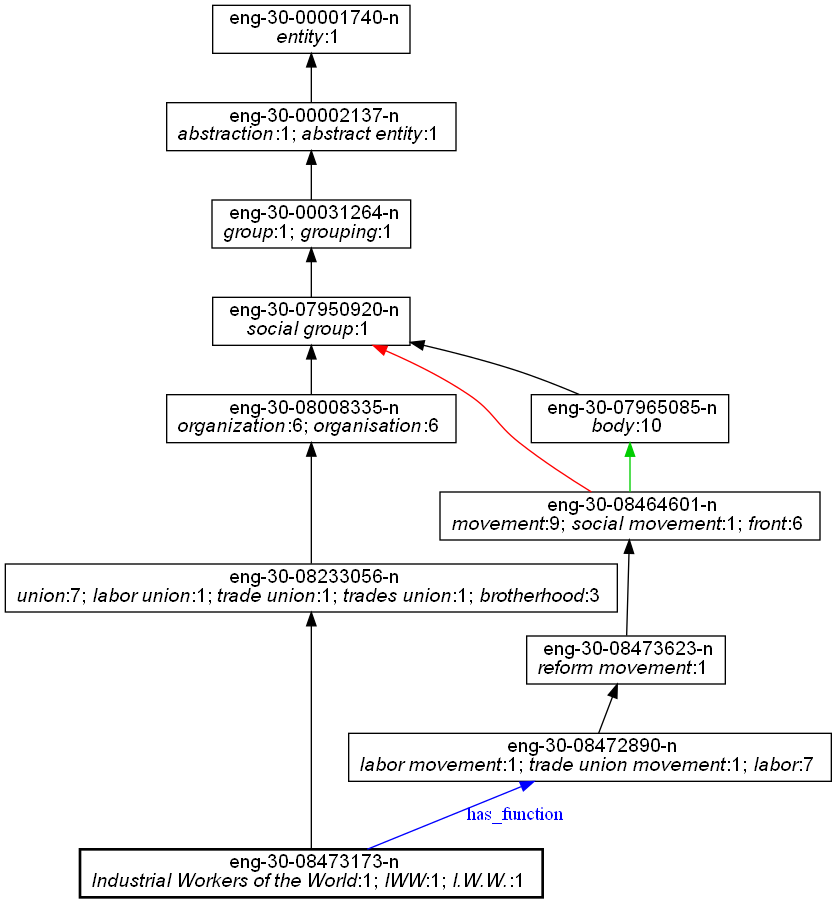 eng-30-00001740-n
entity:1
eng-30-00002137-n
abstraction:1; abstract entity:1
eng-30-00031264-n
group:1; grouping:1
eng-30-07950920-n
social group:1
eng-30-08008335-n
organization:6; organisation:6
eng-30-07965085-n
body:10
eng-30-08464601-n
movement:9; social movement:1; front:6
eng-30-08233056-n
union:7; labor union:1; trade union:1; trades union:1; brotherhood:3
eng-30-08473623-n
reform movement:1
eng-30-08472890-n
labor movement:1; trade union movement:1; labor:7
has_function
eng-30-08473173-n
Industrial Workers of the World:1; IWW:1; I.W.W.:1